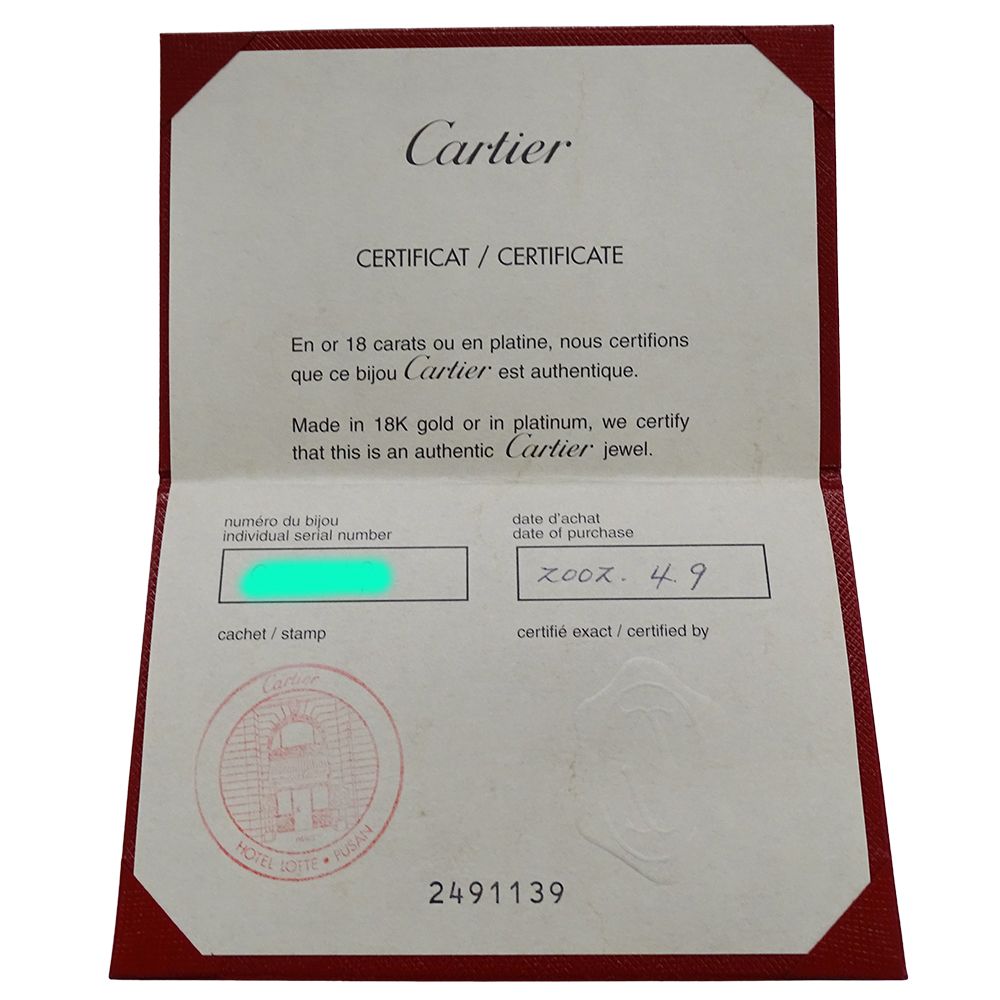 Cartier
CERTIFICAT / CERTIFICATE
En or 18 carats ou en platine, nous certifions
que ce bijou Cartier est authentique.
Made in 18K gold or in platinum, we certify
that this is an authentic Cartier jewel.
numéro du bijou
individual serial number
date d'achat
date of purchase
2002. 4.9
cachet / stamp
certifié exact / certified by
Cartier
PARIS
HOTEL LOTTE • PUSAN
2491139